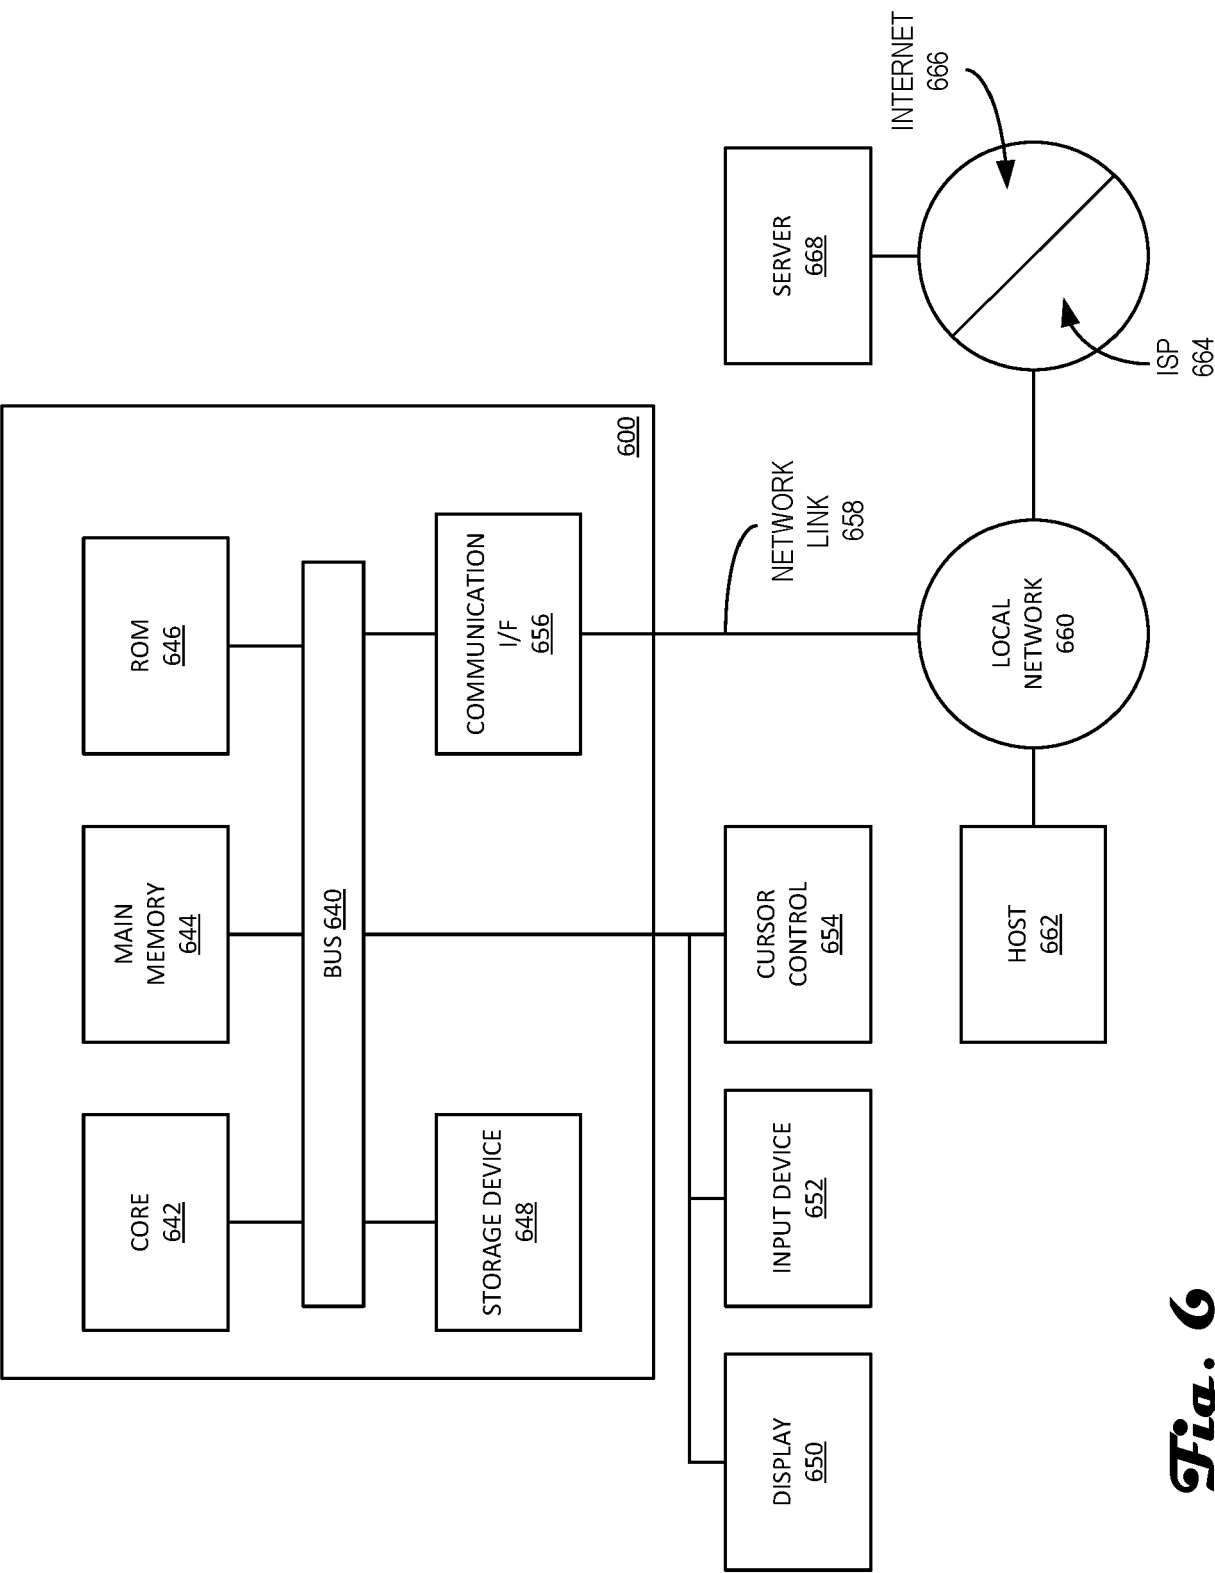 CORE
642
MAIN
MEMORY
644
ROM
646
BUS 640
STORAGE DEVICE
648
COMMUNICATION
I/F
656
600
DISPLAY
650
INPUT DEVICE
652
CURSOR
CONTROL
654
NETWORK
LINK
658
SERVER
668
INTERNET
666
HOST
662
LOCAL
NETWORK
660
ISP
664
Fig. 6